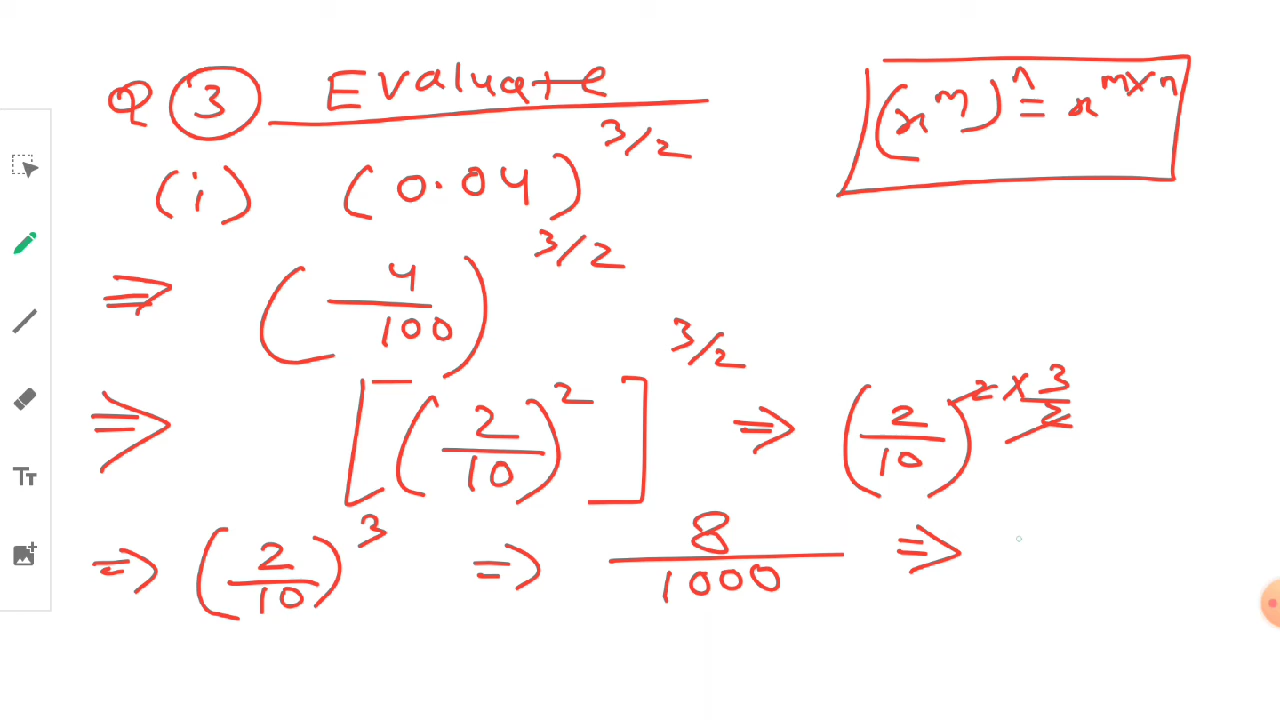 Q 3 Evaluate
(x^m)^n = x^(m×n)
(i) (0.04)^(3/2)
⇒ (4/100)^(3/2)
⇒ [(2/10)^2]^(3/2) ⇒ (2/10)^(2×3/2)
⇒ (2/10)^3 ⇒ 8/1000 ⇒
Tт